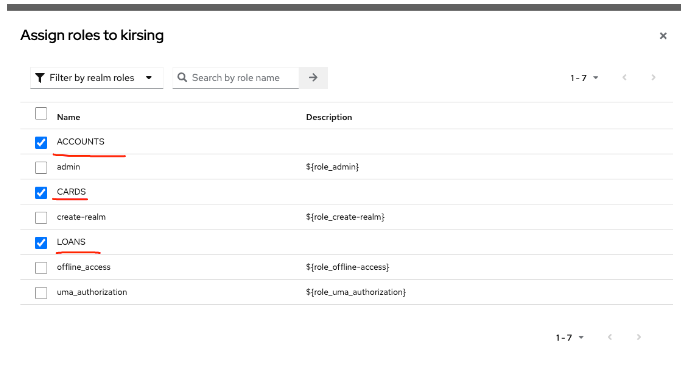 Assign roles to kirsing
Filter by realm roles
Search by role name
1 - 7
Name Description
ACCOUNTS
admin ${role_admin}
CARDS
create-realm ${role_create-realm}
LOANS
offline_access ${role_offline-access}
uma_authorization ${role_uma_authorization}
1 - 7